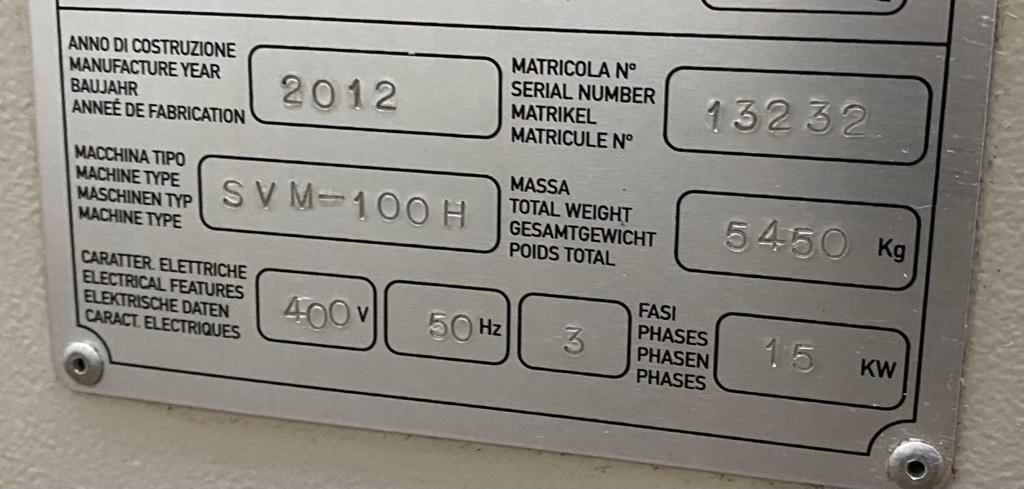 ANNO DI COSTRUZIONE
MANUFACTURE YEAR
BAUJAHR
ANNEÉ DE FABRICATION
2012
MATRICOLA Nº
SERIAL NUMBER
MATRIKEL
MATRICULE Nº
13232
MACCHINA TIPO
MACHINE TYPE
MASCHINEN TYP
MACHINE TYPE
SVM-100H
MASSA
TOTAL WEIGHT
GESAMTGEWICHT
POIDS TOTAL
5450 Kg
CARATTER. ELETTRICHE
ELECTRICAL FEATURES
ELEKTRISCHE DATEN
CARACT. ELECTRIQUES
400 V
50 Hz
3
FASI
PHASES
PHASEN
PHASES
15 KW